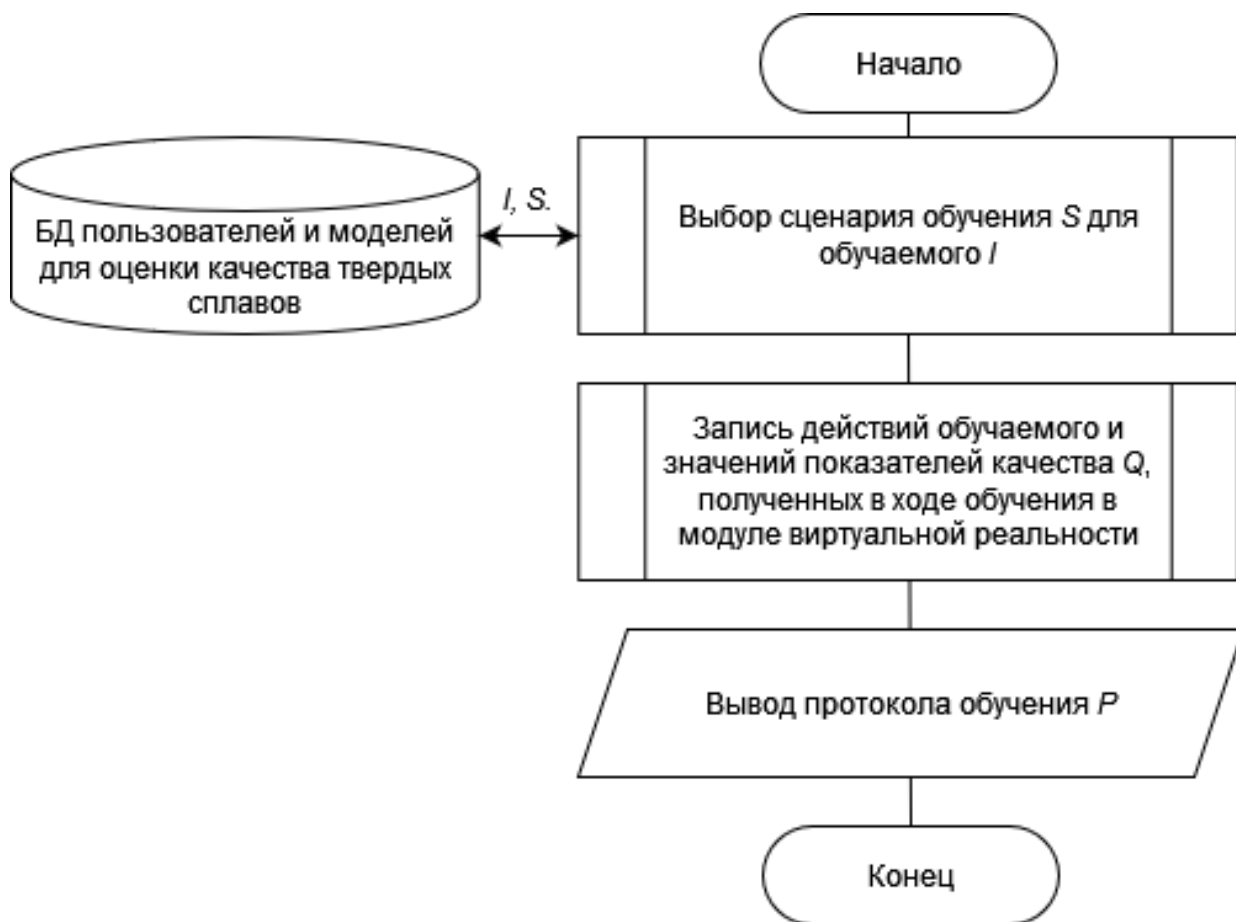 Начало
I, S.
БД пользователей и моделей
для оценки качества твердых
сплавов
Выбор сценария обучения S для
обучаемого I
Запись действий обучаемого и
значений показателей качества Q,
полученных в ходе обучения в
модуле виртуальной реальности
Вывод протокола обучения P
Конец